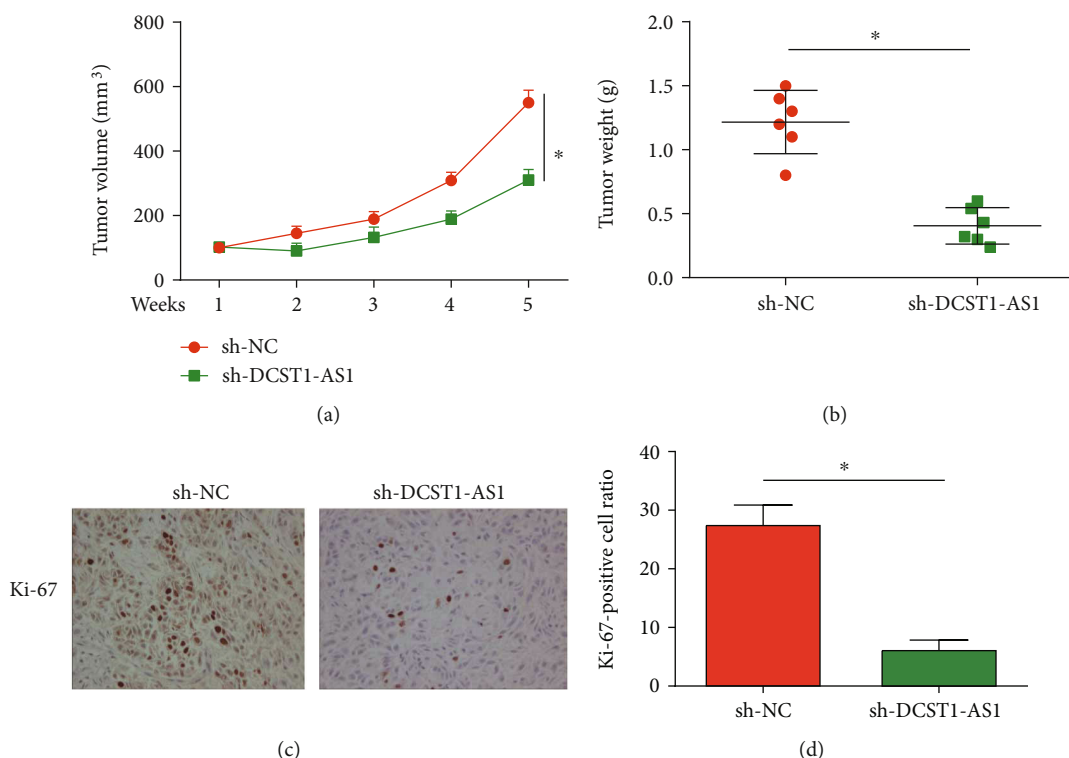 Tumor volume (mm³)
800
600
400
200
0
*
Weeks
1 2 3 4 5
sh-NC
sh-DCST1-AS1
(a)
Tumor weight (g)
2.0
1.5
1.0
0.5
0.0
*
sh-NC sh-DCST1-AS1
(b)
sh-NC sh-DCST1-AS1
Ki-67
(c)
Ki-67-positive cell ratio
40
30
20
10
0
*
sh-NC sh-DCST1-AS1
(d)